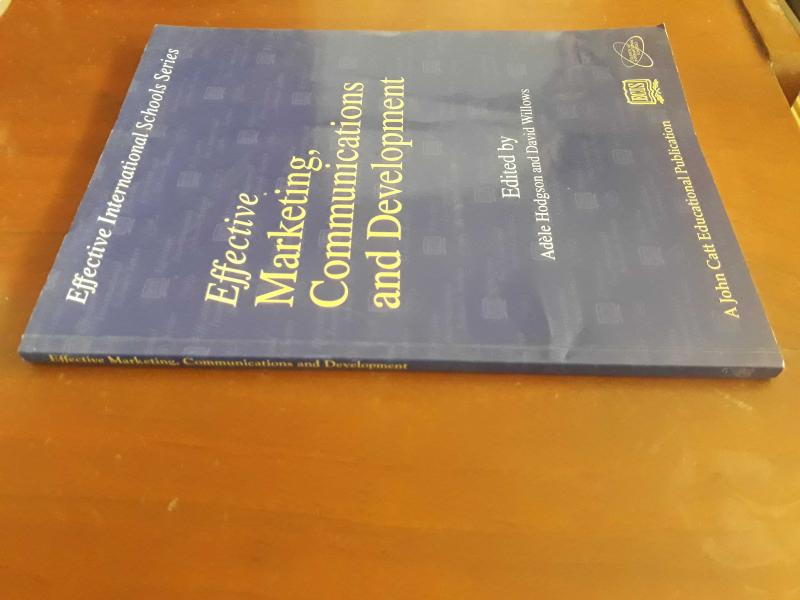 Effective International Schools Series
Effective
Marketing,
Communications
and Development
Edited by
Adèle Hodgson and David Willows
ECIS
A John Catt Educational Publication
Effective Marketing, Communications and Development